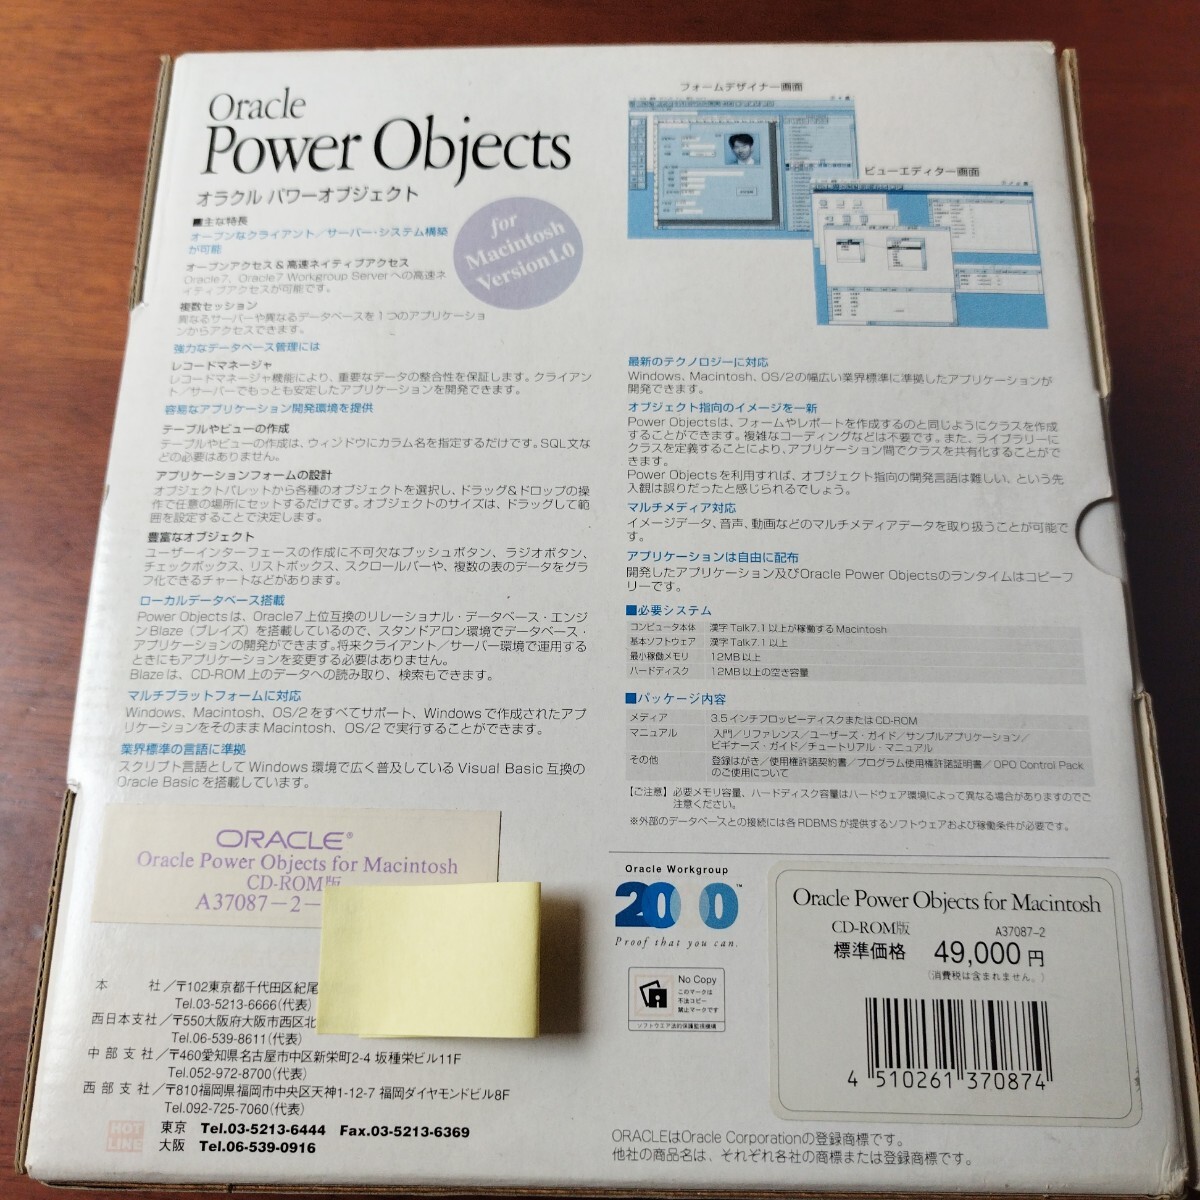 Oracle
Power Objects
オラクル パワーオブジェクト
for
Macintosh
Version1.0
■主な特長
オープンなクライアント／サーバー・システム構築
が可能
オープンアクセス＆高速ネイティブアクセス
Oracle7、Oracle7 Workgroup Serverへの高速ネ
イティブアクセスが可能です。
複数セッション
異なるサーバーや異なるデータベースを１つのアプリケーショ
ンからアクセスできます。
強力なデータベース管理には
レコードマネージャ
レコードマネージャ機能により、重要なデータの整合性を保証します。クライアン
ト／サーバーでもっとも安定したアプリケーションを開発できます。
容易なアプリケーション開発環境を提供
テーブルやビューの作成
テーブルやビューの作成は、ウィンドウにカラム名を指定するだけです。SQL文な
どの必要はありません。
アプリケーションフォームの設計
オブジェクトパレットから各種のオブジェクトを選択し、ドラッグ&ドロップの操
作で任意の場所にセットするだけです。オブジェクトのサイズは、ドラッグして範
囲を設定することで決定します。
豊富なオブジェクト
ユーザーインターフェースの作成に不可欠なプッシュボタン、ラジオボタン、
チェックボックス、リストボックス、スクロールバーや、複数の表のデータをグラ
フ化できるチャートなどがあります。
ローカルデータベース搭載
Power Objectsは、Oracle7上位互換のリレーショナル・データベース・エンジ
ンBlaze（ブレイズ）を搭載しているので、スタンドアロン環境でデータベース・
アプリケーションの開発ができます。将来クライアント／サーバー環境で運用する
ときにもアプリケーションを変更する必要はありません。
Blazeは、CD-ROM上のデータへの読み取り、検索もできます。
マルチプラットフォームに対応
Windows、Macintosh、OS/2をすべてサポート、Windowsで作成されたアプ
リケーションをそのままMacintosh、OS/2で実行することができます。
業界標準の言語に準拠
スクリプト言語としてWindows環境で広く普及しているVisual Basic互換の
Oracle Basicを搭載しています。
フォームデザイナー画面
ビューエディター画面
最新のテクノロジーに対応
Windows、Macintosh、OS/2の幅広い業界標準に準拠したアプリケーションが
開発できます。
オブジェクト指向のイメージを一新
Power Objectsは、フォームやレポートを作成するのと同じようにクラスを作成
することができます。複雑なコーディングなどは不要です。また、ライブラリーに
クラスを定義することにより、アプリケーション間でクラスを共有化することがで
きます。
Power Objectsを利用すれば、オブジェクト指向の開発言語は難しい、という先
入観は誤りだったと感じられるでしょう。
マルチメディア対応
イメージデータ、音声、動画などのマルチメディアデータを取り扱うことが可能で
す。
アプリケーションは自由に配布
開発したアプリケーション及びOracle Power Objectsのランタイムはコピーフ
リーです。
■必要システム
コンピュータ本体 漢字Talk7.1以上が稼働するMacintosh
基本ソフトウェア 漢字Talk7.1以上
最小稼働メモリ 12MB以上
ハードディスク 12MB以上の空き容量
■パッケージ内容
メディア 3.5インチフロッピーディスクまたはCD-ROM
マニュアル 入門／リファレンス／ユーザーズ・ガイド／サンプルアプリケーション／
ビギナーズ・ガイド／チュートリアル・マニュアル
その他 登録はがき／使用権許諾契約書／プログラム使用権許諾証明書／OPO Control Pack
のご使用について
【ご注意】必要メモリ容量、ハードディスク容量はハードウェア環境によって異なる場合がありますのでご
注意ください。
※外部のデータベースとの接続には各RDBMSが提供するソフトウェアおよび稼働条件が必要です。
ORACLE®
Oracle Power Objects for Macintosh
CD-ROM版
A37087－2－
本 社／〒102東京都千代田区紀尾
Tel.03-5213-6666(代表)
西日本支社／〒550大阪府大阪市西区北
Tel.06-539-8611(代表)
中部支社／〒460愛知県名古屋市中区新栄町2-4 坂種栄ビル11F
Tel.052-972-8700(代表)
西部支社／〒810福岡県福岡市中央区天神1-12-7 福岡ダイヤモンドビル8F
Tel.092-725-7060(代表)
HOT LINE
東京 Tel.03-5213-6444 Fax.03-5213-6369
大阪 Tel.06-539-0916
Oracle Workgroup
2000™
Proof that you can.
No Copy
このマークは
不法コピー
禁止マークです
ソフトウェア法的保護監視機構
Oracle Power Objects for Macintosh
CD-ROM版 A37087-2
標準価格 49,000円
（消費税は含まれません。）
4 510261 370874
ORACLEはOracle Corporationの登録商標です。
他社の商品名は、それぞれ各社の商標または登録商標です。